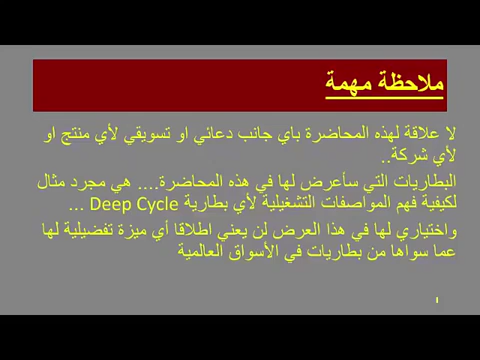 ملاحظة مهمة
لا علاقة لهذه المحاضرة باي جانب دعائي او تسويقي لأي منتج او
لأي شركة..
البطاريات التي سأعرض لها في هذه المحاضرة.... هي مجرد مثال
لكيفية فهم المواصفات التشغيلية لأي بطارية Deep Cycle ...
واختياري لها في هذا العرض لن يعني اطلاقا أي ميزة تفضيلية لها
عما سواها من بطاريات في الأسواق العالمية